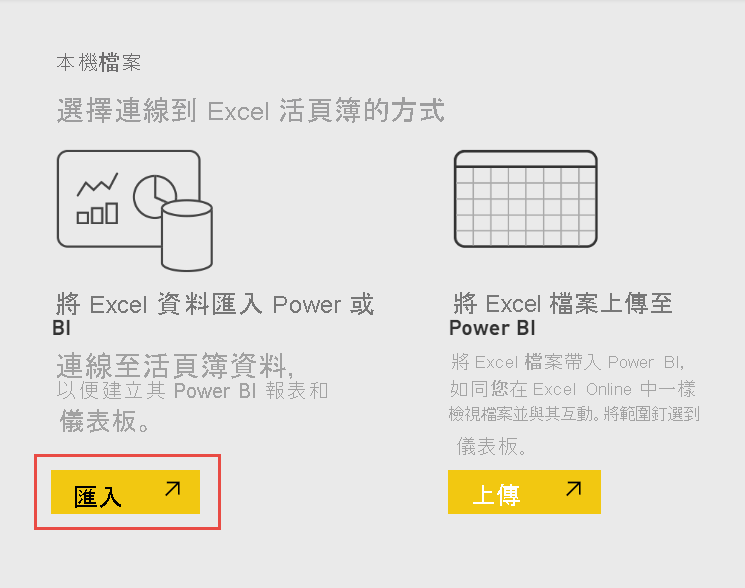 本機檔案
選擇連線到 Excel 活頁簿的方式
將 Excel 資料匯入 Power 或
BI
連線至活頁簿資料,
以便建立其 Power BI 報表和
儀表板。
匯入
將 Excel 檔案上傳至
Power BI
將 Excel 檔案帶入 Power BI,
如同您在 Excel Online 中一樣
檢視檔案並與其互動。將範圍釘選到
儀表板。
上傳